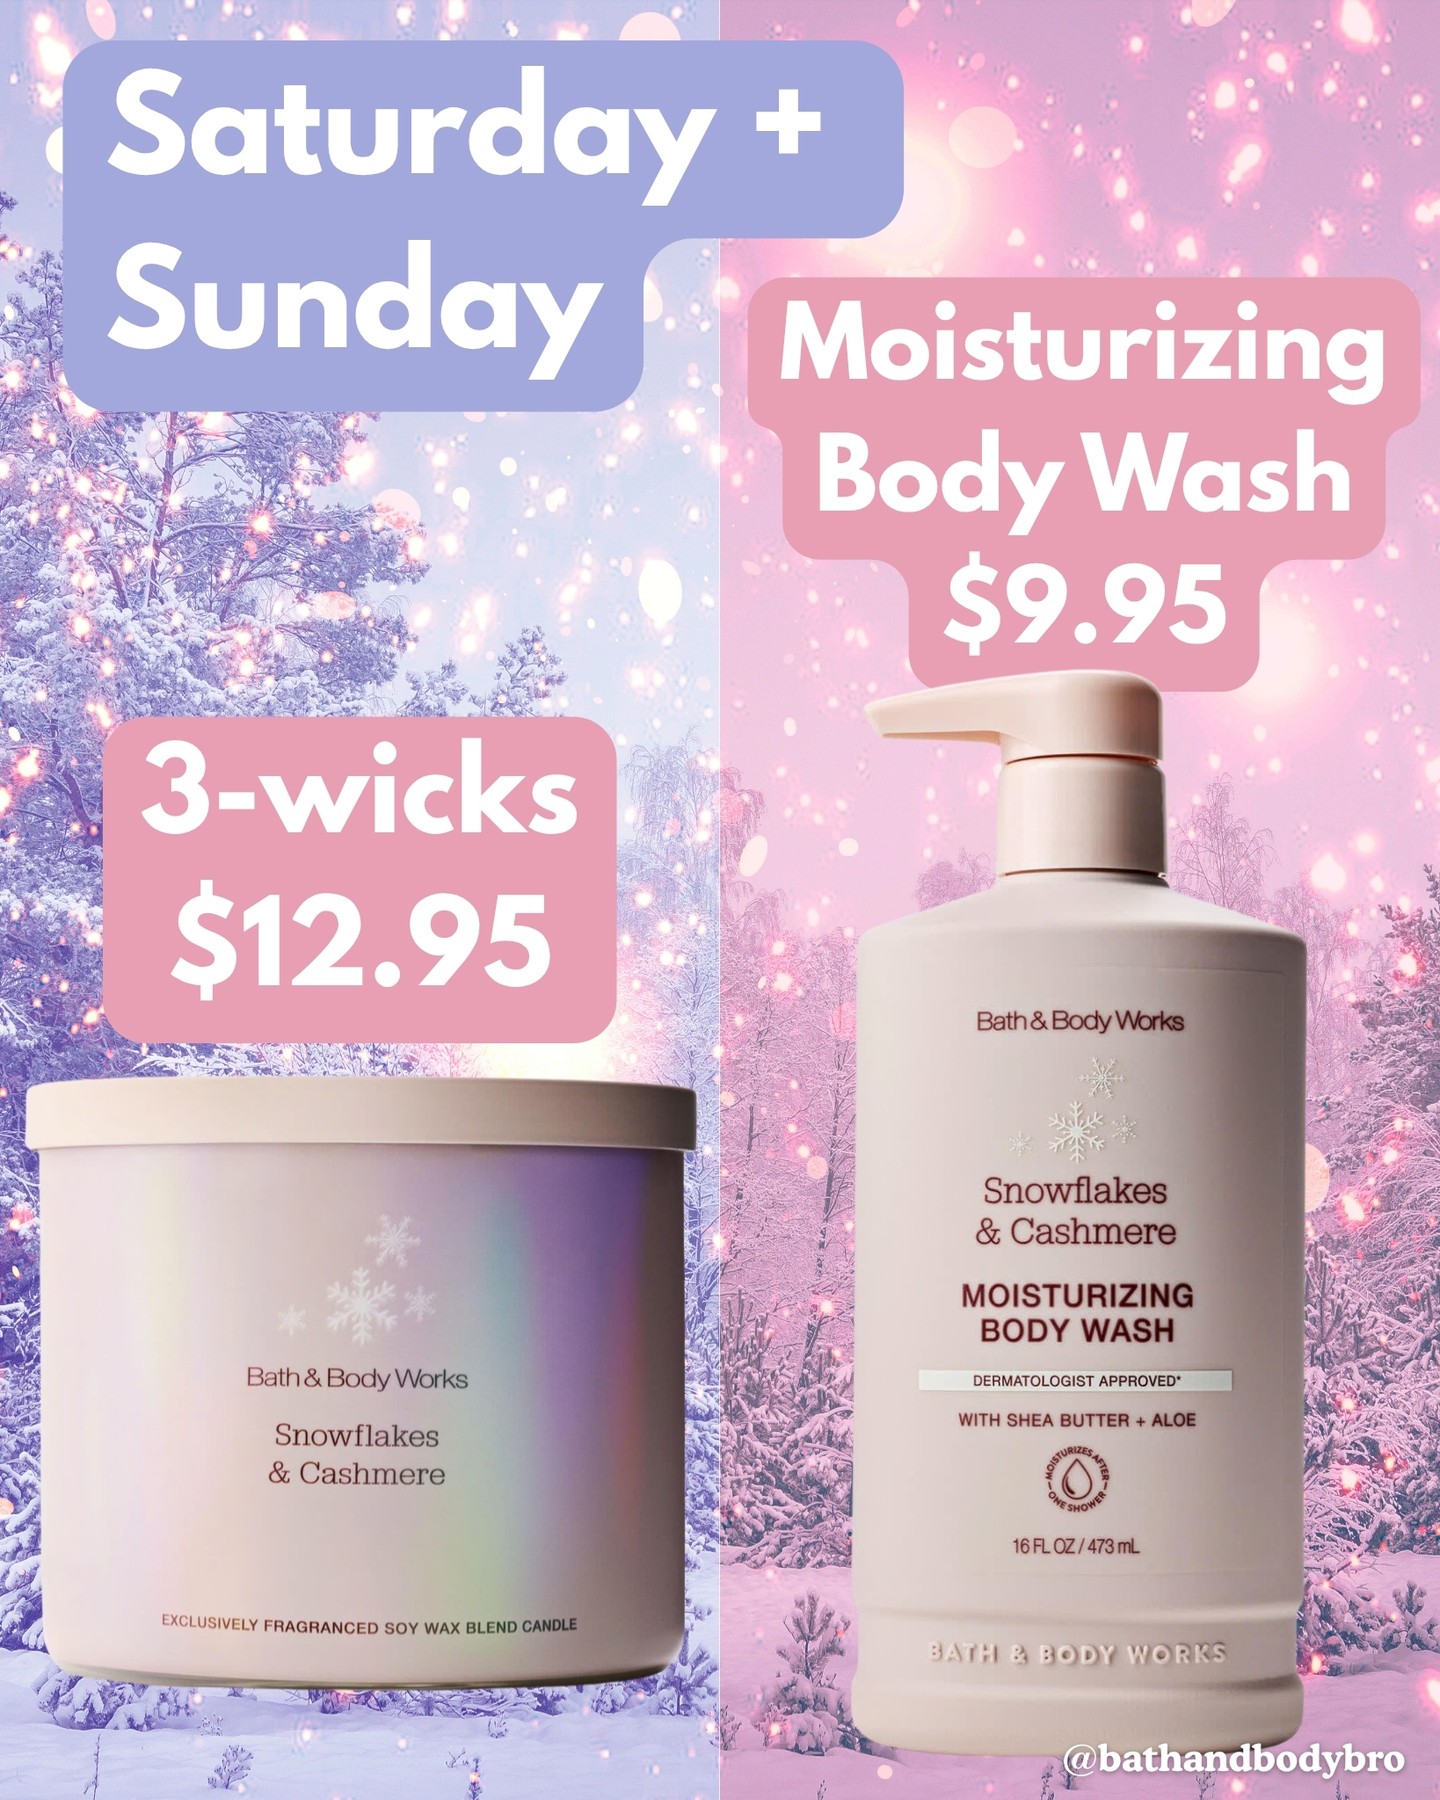 Saturday +
Sunday
3-wicks
$12.95
Bath & Body Works
Snowflakes
& Cashmere
EXCLUSIVELY FRAGRANCED SOY WAX BLEND CANDLE
Moisturizing
Body Wash
$9.95
Bath & Body Works
Snowflakes
& Cashmere
MOISTURIZING
BODY WASH
DERMATOLOGIST APPROVED*
WITH SHEA BUTTER + ALOE
MOISTURIZES AFTER
ONE SHOWER
16 FL OZ / 473 mL
BATH & BODY WORKS
@bathandbodybro